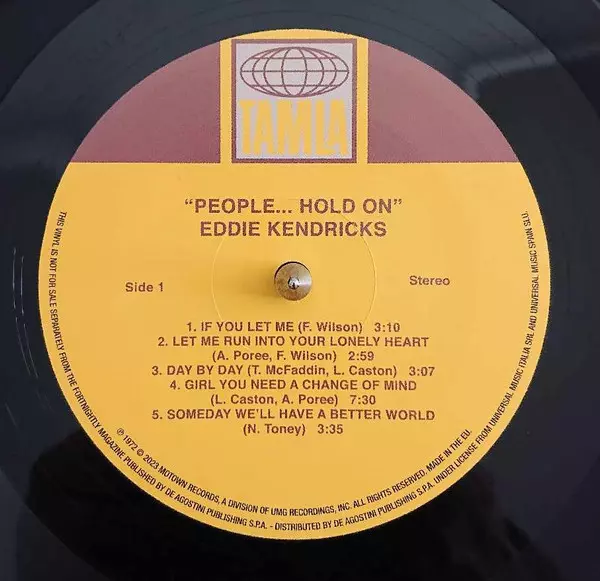 TAMLA
"PEOPLE... HOLD ON"
EDDIE KENDRICKS
Side 1
Stereo
1. IF YOU LET ME (F. Wilson) 3:10
2. LET ME RUN INTO YOUR LONELY HEART
(A. Poree, F. Wilson) 2:59
3. DAY BY DAY (T. McFaddin, L. Caston) 3:07
4. GIRL YOU NEED A CHANGE OF MIND
(L. Caston, A. Poree) 7:30
5. SOMEDAY WE'LL HAVE A BETTER WORLD
(N. Toney) 3:35
℗ 1972 © 2023 MOTOWN RECORDS, A DIVISION OF UMG RECORDINGS, INC. ALL RIGHTS RESERVED. MADE IN THE EU.
THIS VINYL IS NOT FOR SALE SEPARATELY FROM THE FORTNIGHTLY MAGAZINE PUBLISHED BY DE AGOSTINI PUBLISHING S.P.A. - DISTRIBUTED BY DE AGOSTINI PUBLISHING S.P.A. UNDER LICENSE FROM UNIVERSAL MUSIC ITALIA SRL AND UNIVERSAL MUSIC SPAIN SLU.